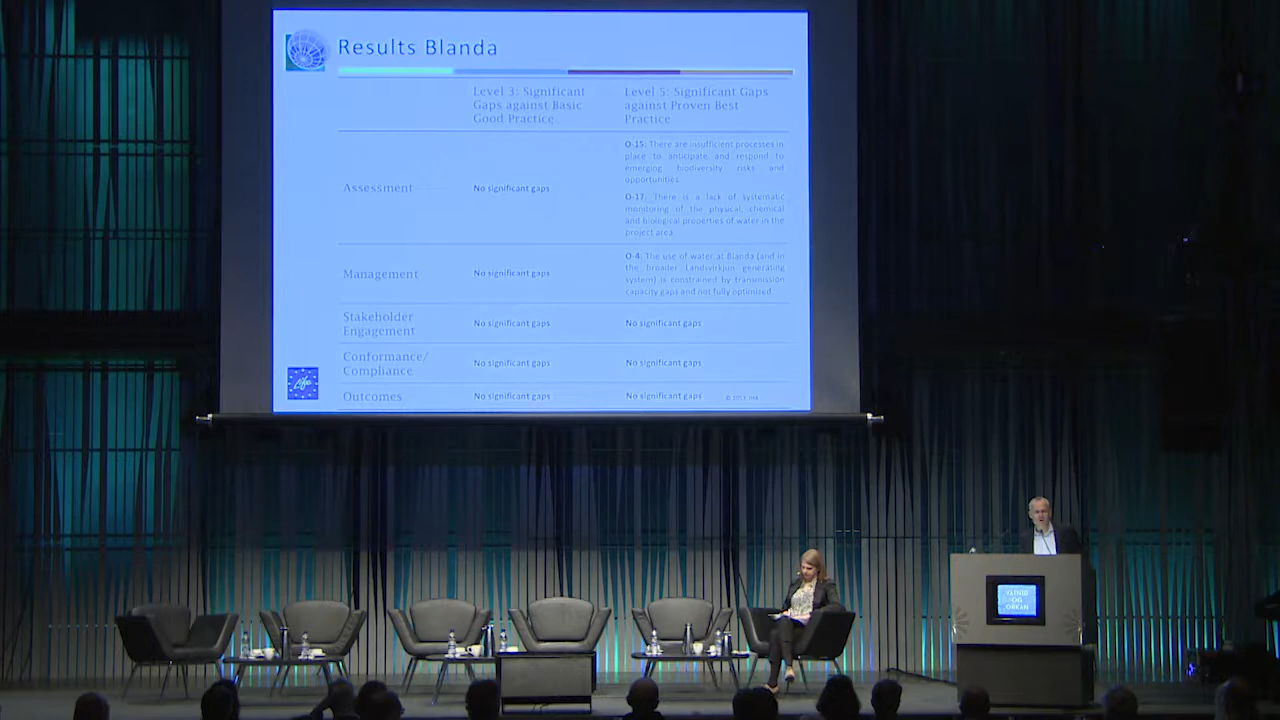 Results Blanda
Level 3: Significant
Gaps against Basic
Good Practice
Level 5: Significant Gaps
against Proven Best
Practice
Assessment
No significant gaps
O-15: There are insufficient processes in
place to anticipate and respond to
emerging biodiversity risks and
opportunities.
O-17: There is a lack of systematic
monitoring of the physical, chemical
and biological properties of water in the
project area.
Management
No significant gaps
O-4. The use of water at Blanda (and in
the broader Landsvirkjun generating
system) is constrained by transmission
capacity gaps and not fully optimized.
Stakeholder
Engagement
No significant gaps
No significant gaps
Conformance/
Compliance
No significant gaps
No significant gaps
Outcomes
No significant gaps
No significant gaps
© 2013
VATNIÐ
OG
ORKAN